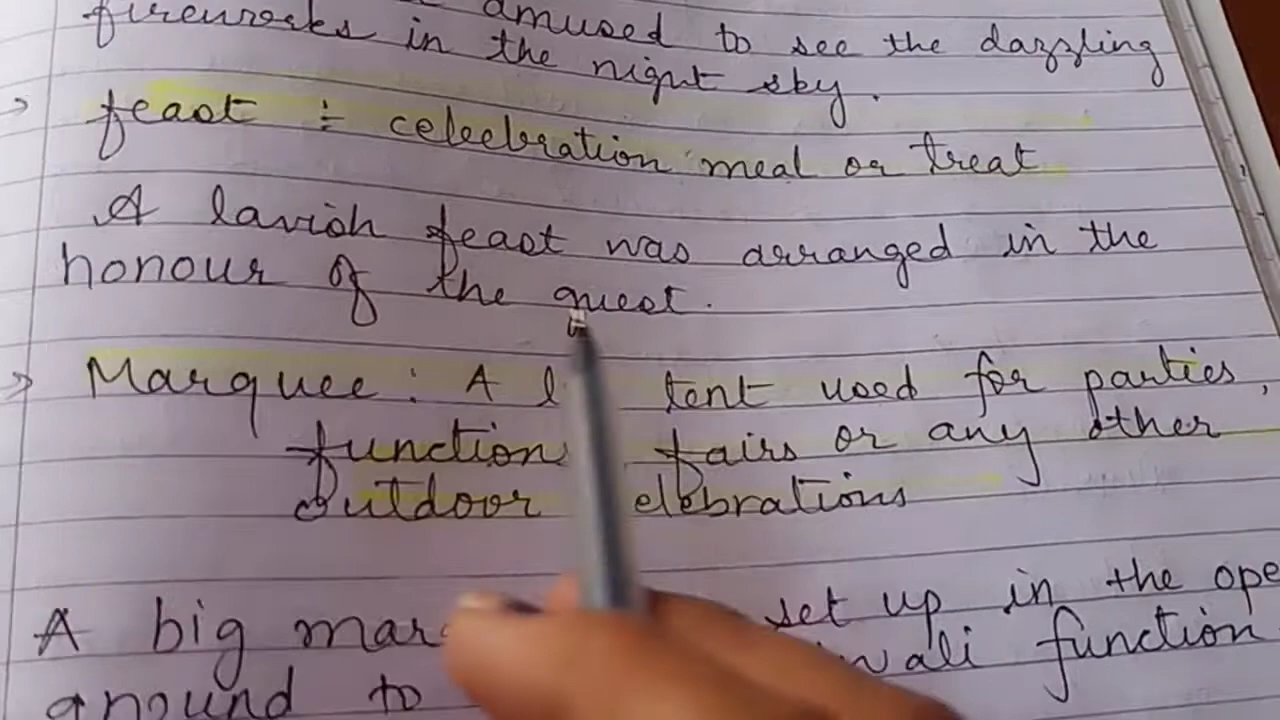 amused to see the dazzling
fireworks in the night sky.
feast ÷ celebration meal or treat
A lavish feast was arranged in the
honour of the guest.
Marquee : A l tent used for parties,
function fairs or any other
Outdoor elebrations
A big mar set up in the ope
ground to wali function